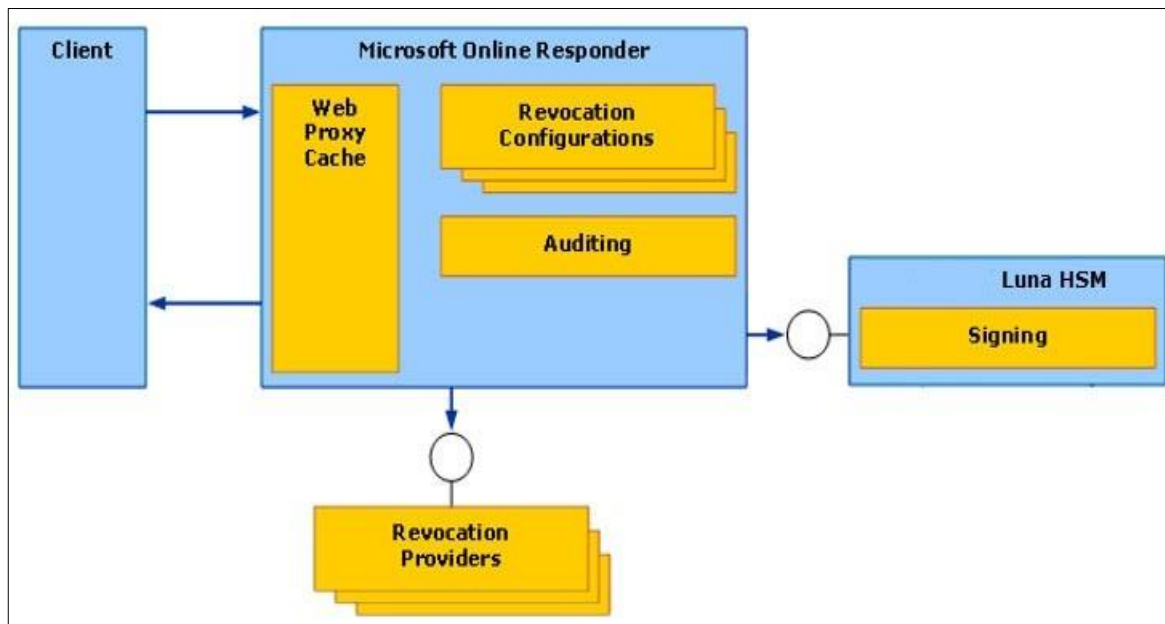 Client
Microsoft Online Responder
Web
Proxy
Cache
Revocation
Configurations
Auditing
Luna HSM
Signing
Revocation
Providers